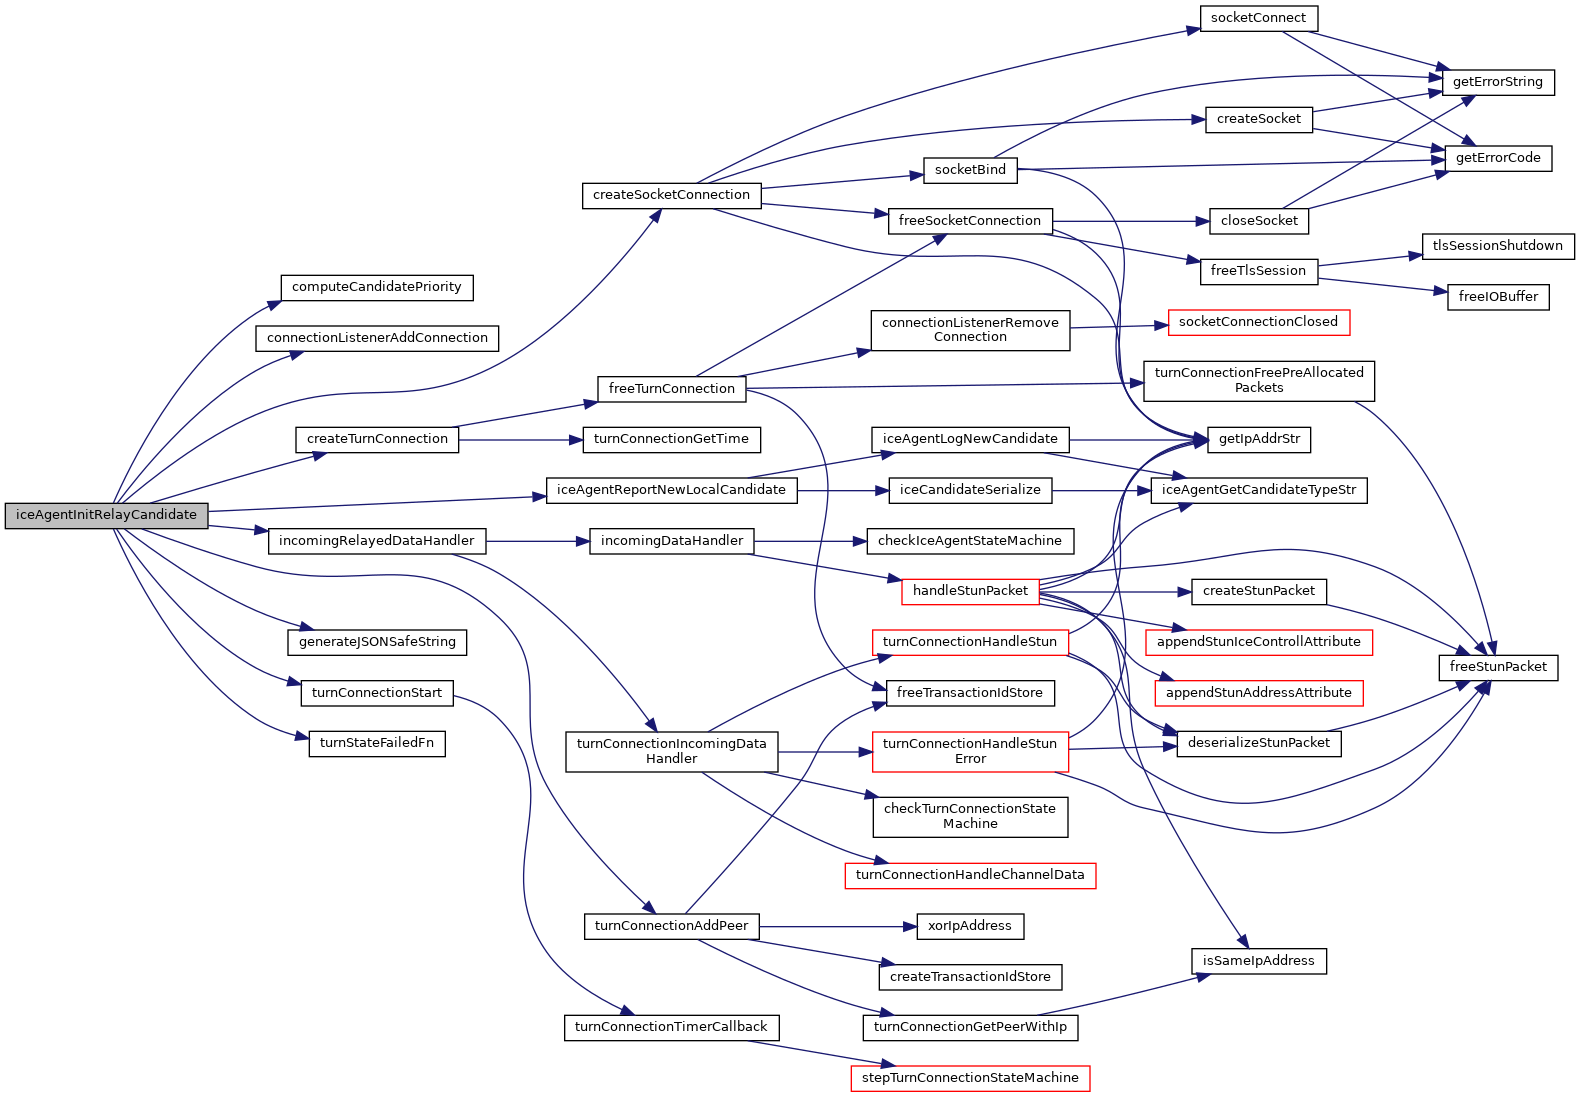 socketConnect
getErrorString
createSocket
getErrorCode
socketBind
createSocketConnection
freeSocketConnection
closeSocket
tlsSessionShutdown
freeTlsSession
computeCandidatePriority
freeIOBuffer
connectionListenerRemove
Connection
socketConnectionClosed
connectionListenerAddConnection
turnConnectionFreePreAllocated
Packets
freeTurnConnection
createTurnConnection
turnConnectionGetTime
iceAgentLogNewCandidate
getIpAddrStr
iceAgentReportNewLocalCandidate
iceCandidateSerialize
iceAgentGetCandidateTypeStr
iceAgentInitRelayCandidate
incomingRelayedDataHandler
incomingDataHandler
checkIceAgentStateMachine
handleStunPacket
createStunPacket
generateJSONSafeString
turnConnectionHandleStun
appendStunIceControllAttribute
freeStunPacket
turnConnectionStart
freeTransactionIdStore
appendStunAddressAttribute
turnStateFailedFn
turnConnectionIncomingData
Handler
turnConnectionHandleStun
Error
deserializeStunPacket
checkTurnConnectionState
Machine
turnConnectionHandleChannelData
turnConnectionAddPeer
xorIpAddress
isSameIpAddress
createTransactionIdStore
turnConnectionTimerCallback
turnConnectionGetPeerWithIp
stepTurnConnectionStateMachine